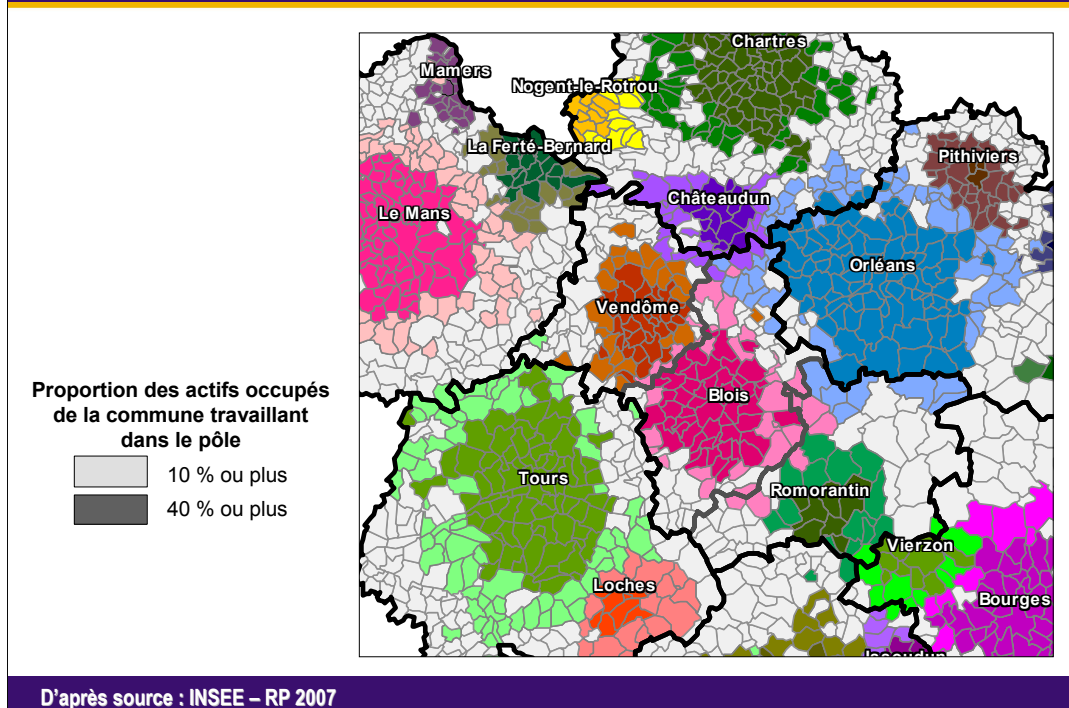 Chartres
Mamers
Nogent-le-Rotrou
La Ferté-Bernard
Pithiviers
Châteaudun
Le Mans
Orléans
Vendôme
Proportion des actifs occupés
de la commune travaillant
dans le pôle
10 % ou plus
40 % ou plus
Blois
Tours
Romorantin
Vierzon
Loches
Bourges
Issoudun
D'après source : INSEE – RP 2007